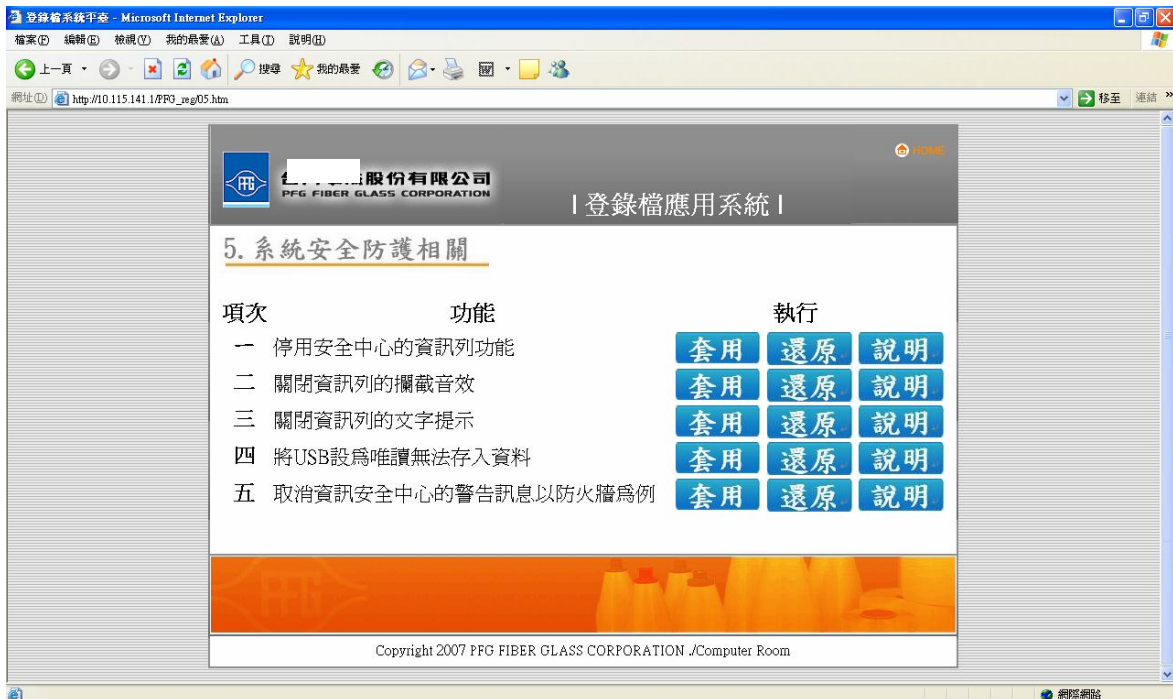 登錄檔系統平臺 - Microsoft Internet Explorer
檔案(F) 編輯(E) 檢視(V) 我的最愛(A) 工具(T) 說明(H)
上一頁 搜尋 我的最愛
網址(D) http://10.115.141.1/PFG_reg/05.htm 移至 連結 »
HOME
PFG 股份有限公司
PFG FIBER GLASS CORPORATION
| 登錄檔應用系統 |
5. 系統安全防護相關
項次 功能 執行
一 停用安全中心的資訊列功能 套用 還原 說明
二 關閉資訊列的攔截音效 套用 還原 說明
三 關閉資訊列的文字提示 套用 還原 說明
四 將USB設為唯讀無法存入資料 套用 還原 說明
五 取消資訊安全中心的警告訊息以防火牆為例 套用 還原 說明
PFG
Copyright 2007 PFG FIBER GLASS CORPORATION ./Computer Room
網際網路